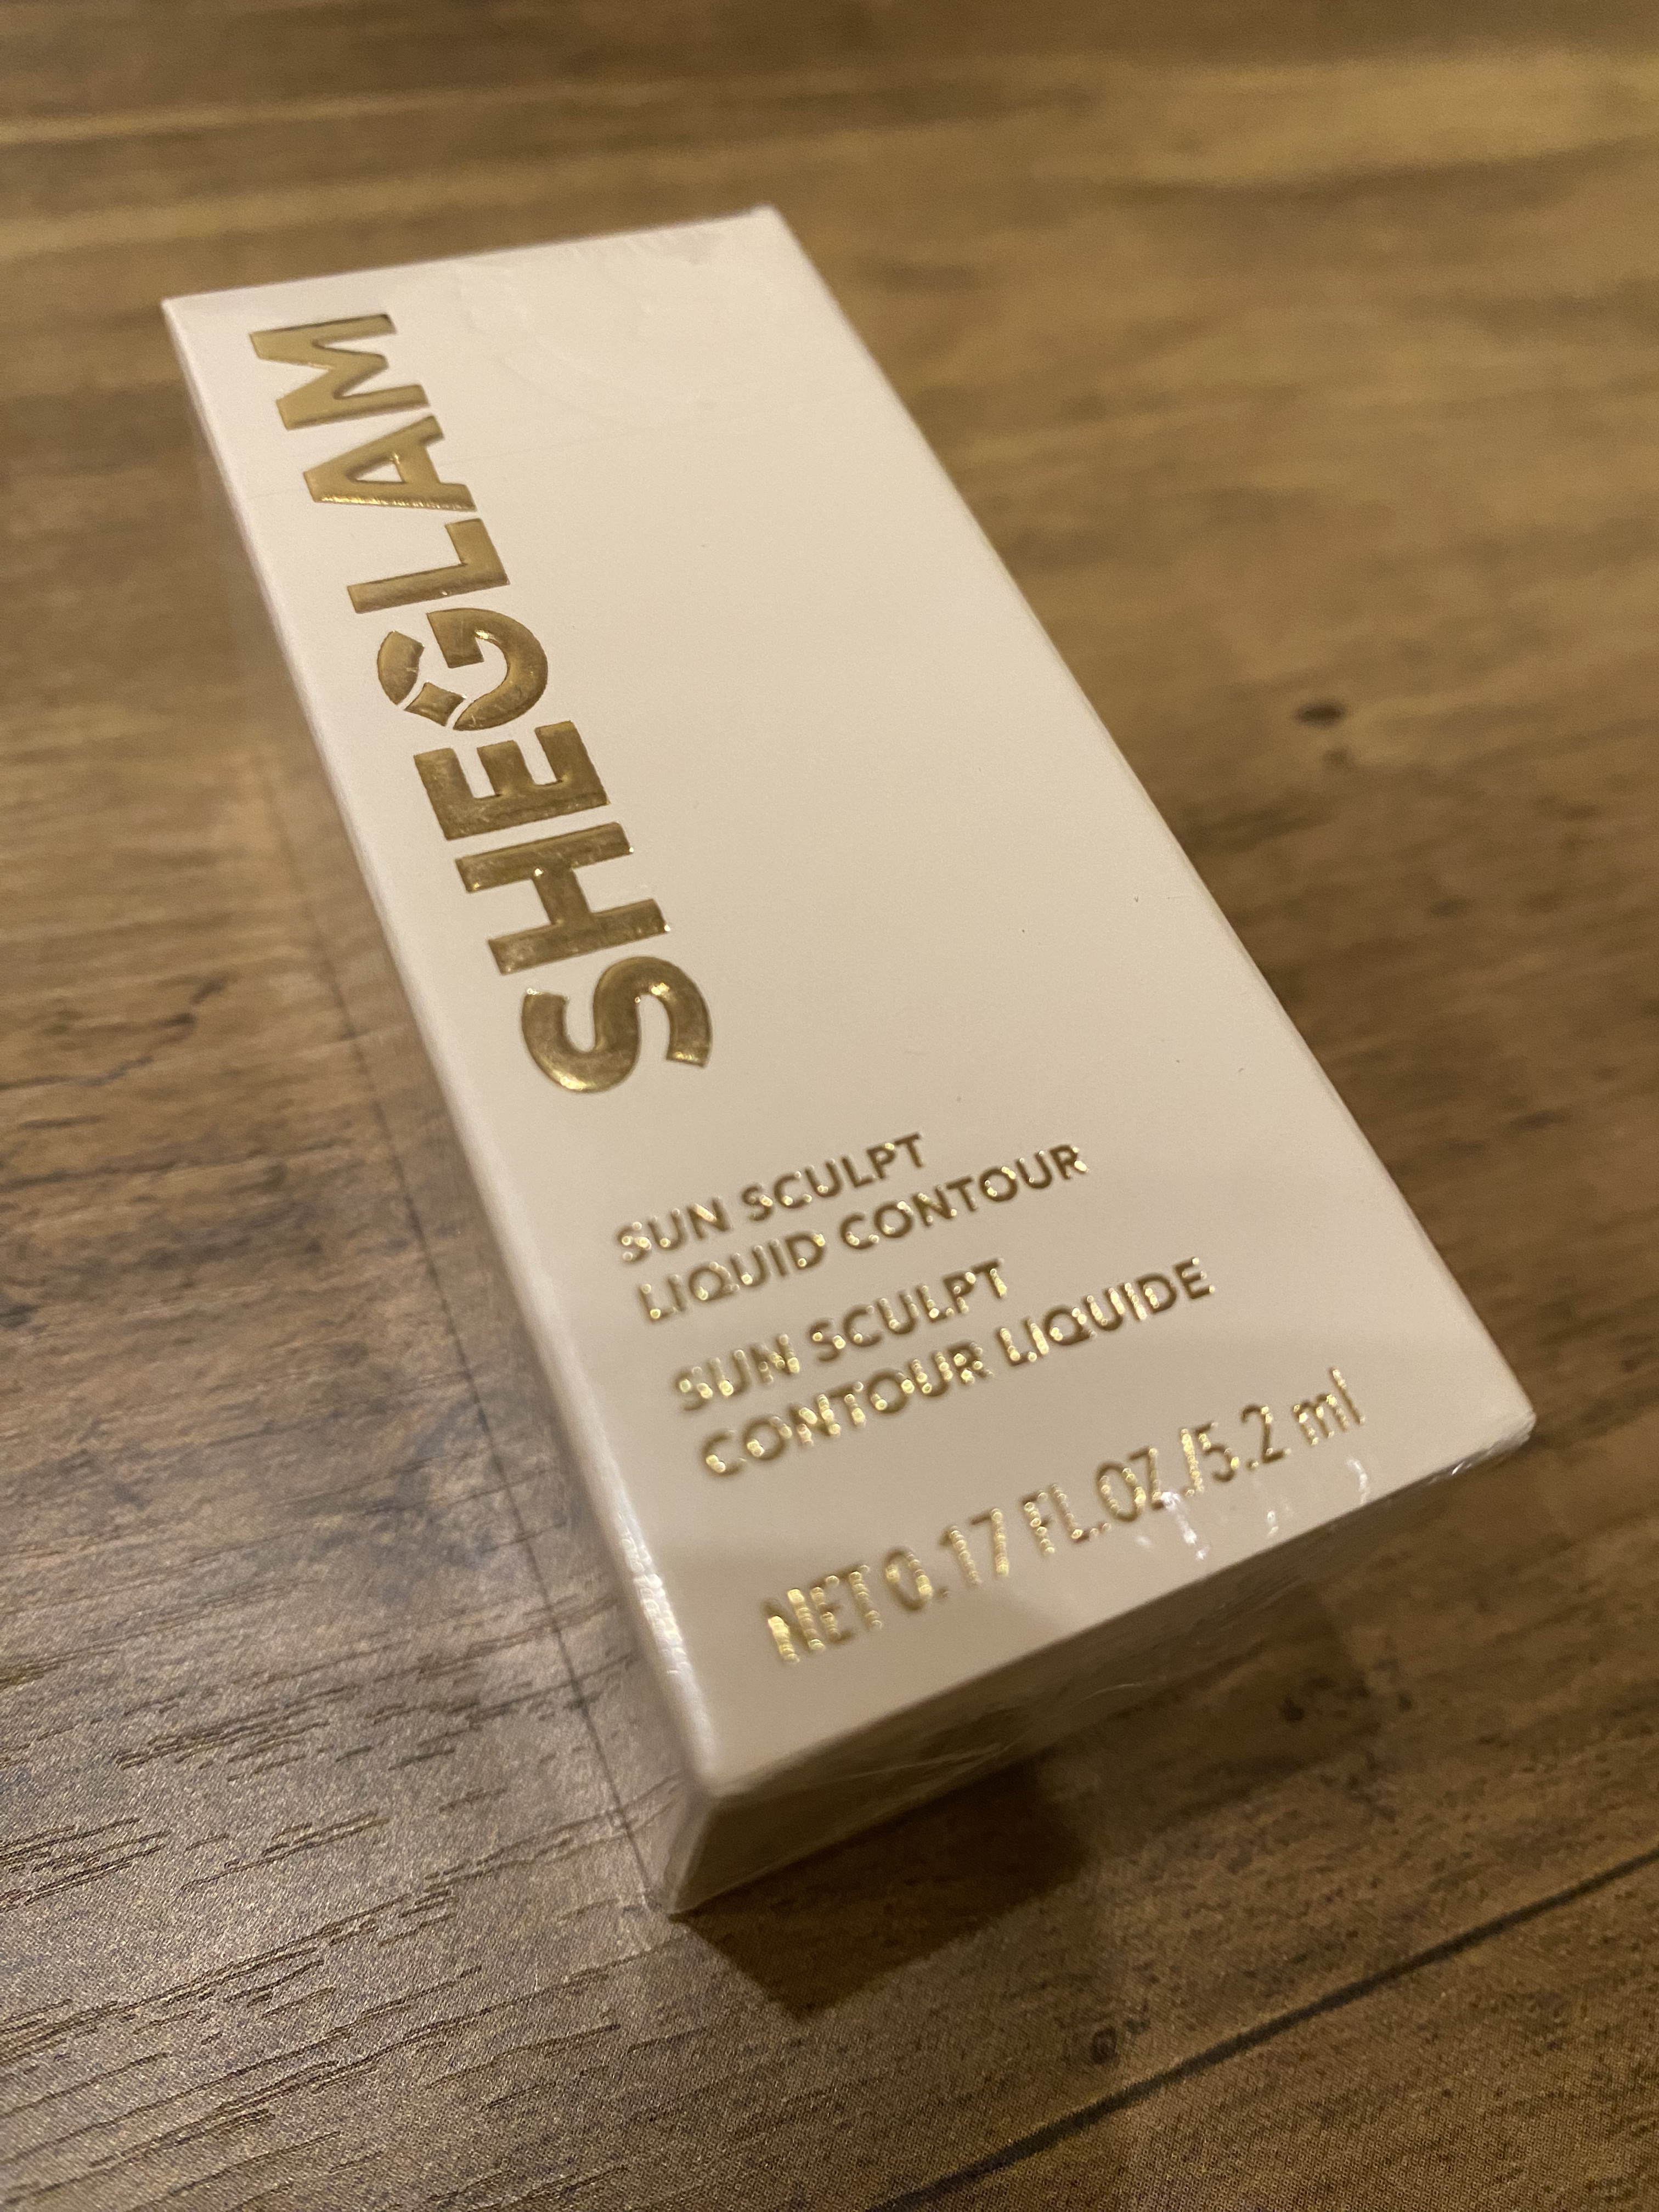 SHEGLAM
SUN SCULPT
LIQUID CONTOUR
SUN SCULPT
CONTOUR LIQUIDE
NET 0.17 FL.OZ./5.2 ml